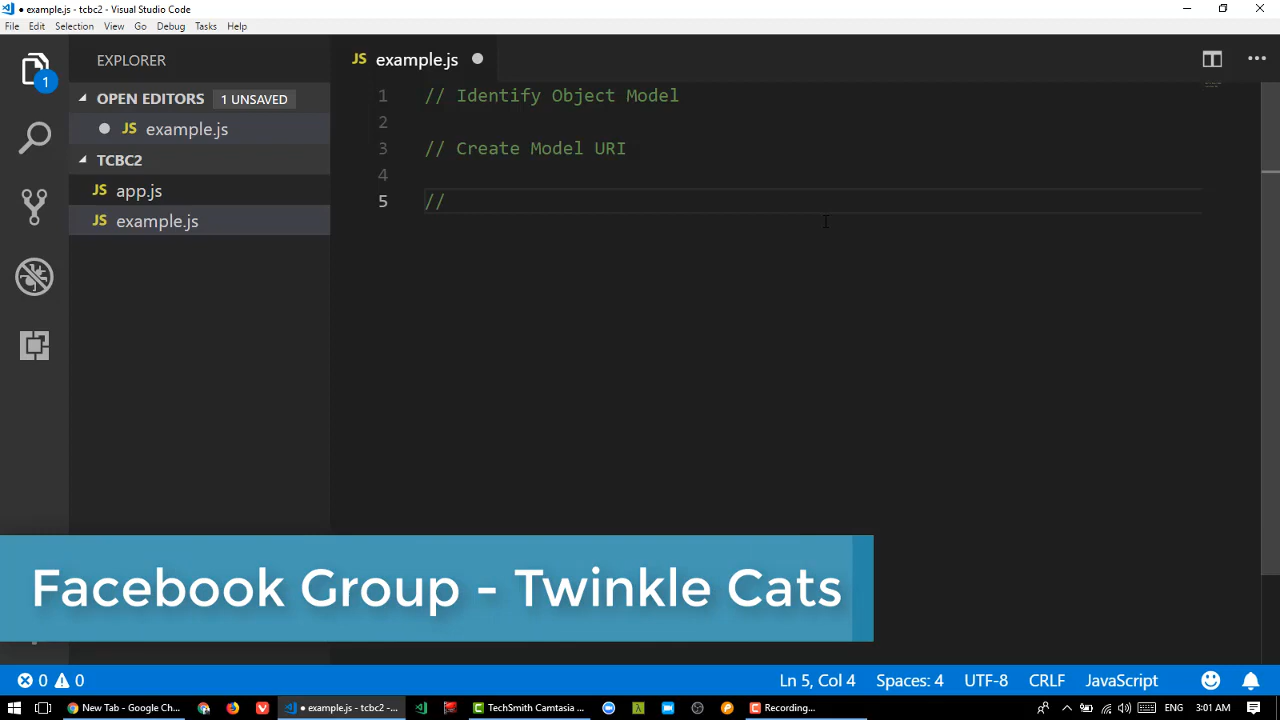 example.js - tcbc2 - Visual Studio Code
File Edit Selection View Go Debug Tasks Help
1
EXPLORER
OPEN EDITORS 1 UNSAVED
JS example.js
TCBC2
JS app.js
JS example.js
JS example.js
1 // Identify Object Model
2
3 // Create Model URI
4
5 //
Facebook Group - Twinkle Cats
0 0 Ln 5, Col 4 Spaces: 4 UTF-8 CRLF JavaScript
New Tab - Google Ch... example.js - tcbc2 -... TechSmith Camtasia ... Recording... ENG 3:01 AM